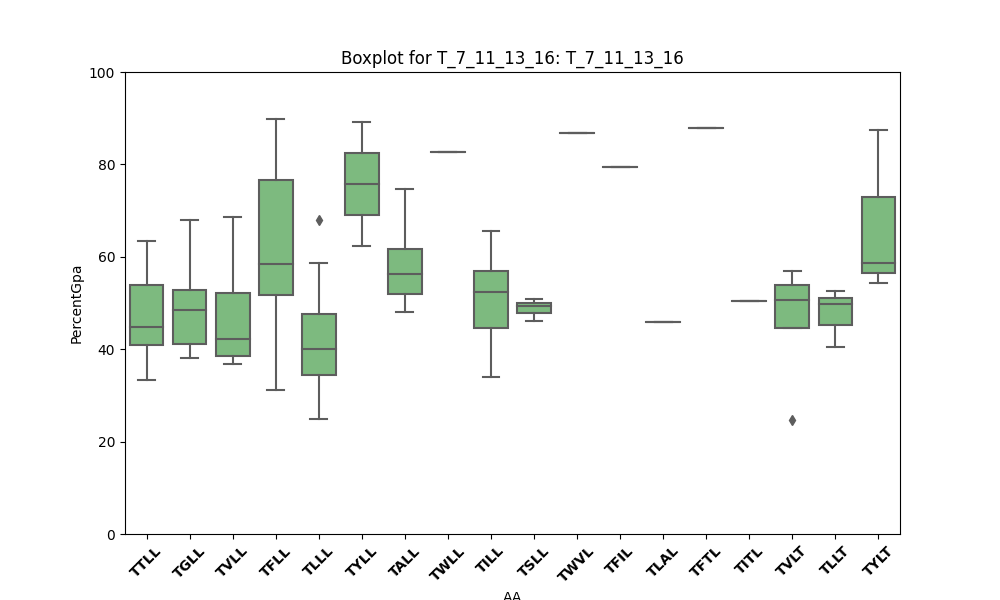 Boxplot for T_7_11_13_16: T_7_11_13_16
100
80
60
40
20
0
PercentGpa
TTLL
TGLL
TVLL
TFLL
TLLL
TYLL
TALL
TWLL
TILL
TSLL
TWVL
TFIL
TLAL
TFTL
TITL
TVLT
TLLT
TYLT
AA